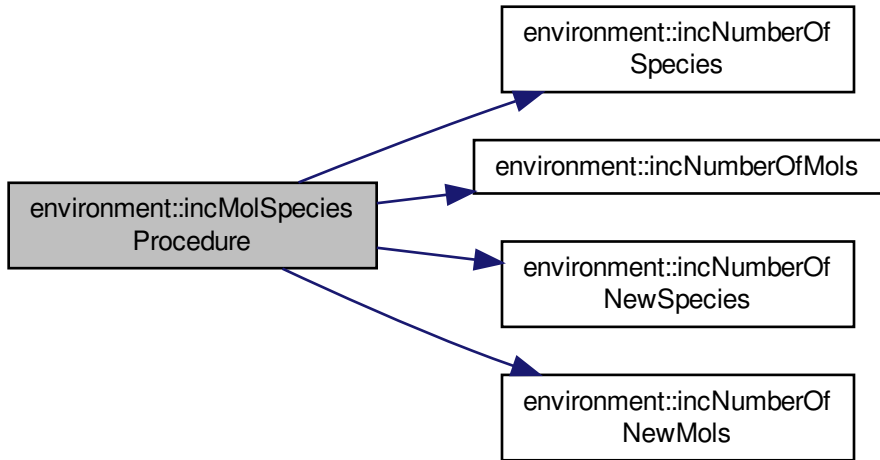 environment::incNumberOf
Species
environment::incNumberOfMols
environment::incMolSpecies
Procedure
environment::incNumberOf
NewSpecies
environment::incNumberOf
NewMols